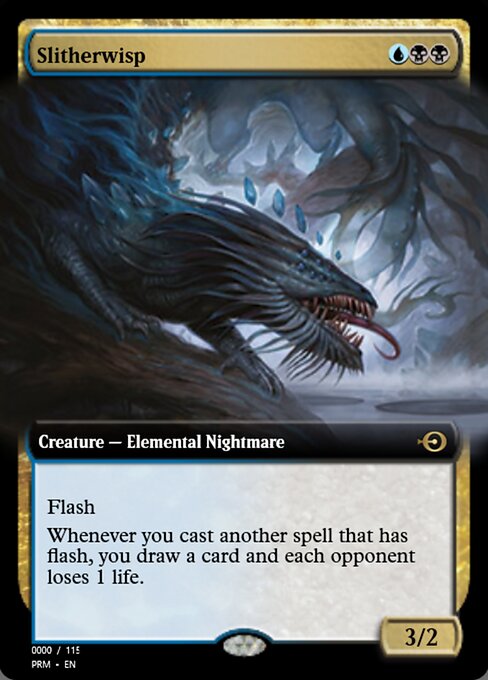 Slitherwisp
Creature — Elemental Nightmare
Flash
Whenever you cast another spell that has
flash, you draw a card and each opponent
loses 1 life.
3/2
0000 / 115
PRM • EN